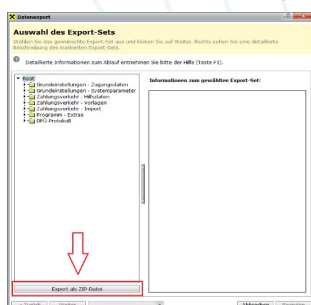 Datenexport
Auswahl des Export-Sets
Wählen Sie das gewünschte Export-Set aus und klicken Sie auf Weiter. Rechts sehen Sie eine detaillierte
Beschreibung des markierten Export-Sets.
Detaillierte Informationen zum Ablauf entnehmen Sie bitte der Hilfe (Taste F1).
Root
Grundeinstellungen - Zugangsdaten
Grundeinstellungen - Systemparameter
Zahlungsverkehr - Hilfsdaten
Zahlungsverkehr - Vorlagen
Zahlungsverkehr - Import
Programm - Extras
DFÜ-Protokoll
Informationen zum gewählten Export-Set:
Export als ZIP-Datei